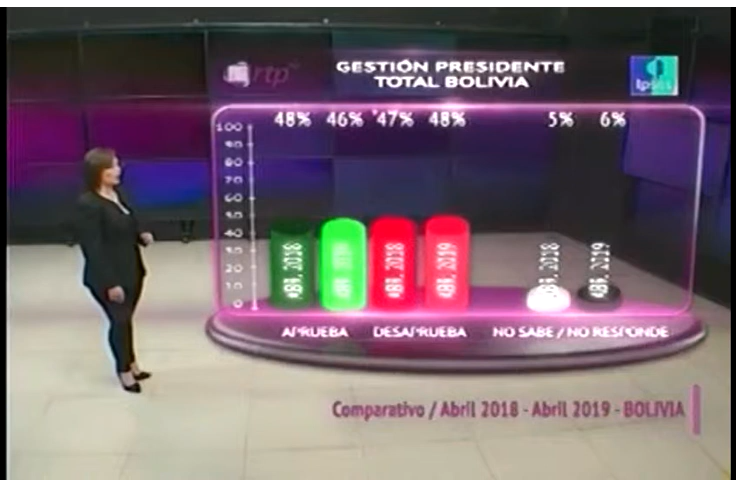 rtp
GESTIÓN PRESIDENTE
TOTAL BOLIVIA
Ipsos
48% 46% 47% 48% 5% 6%
100
90
80
70
60
50
40
30
20
10
0
ABR. 2018
ABR. 2018
ABR. 2019
ABR. 2018
ABR. 2019
APRUEBA DESAPRUEBA NO SABE / NO RESPONDE
Comparativo / Abril 2018 - Abril 2019 - BOLIVIA